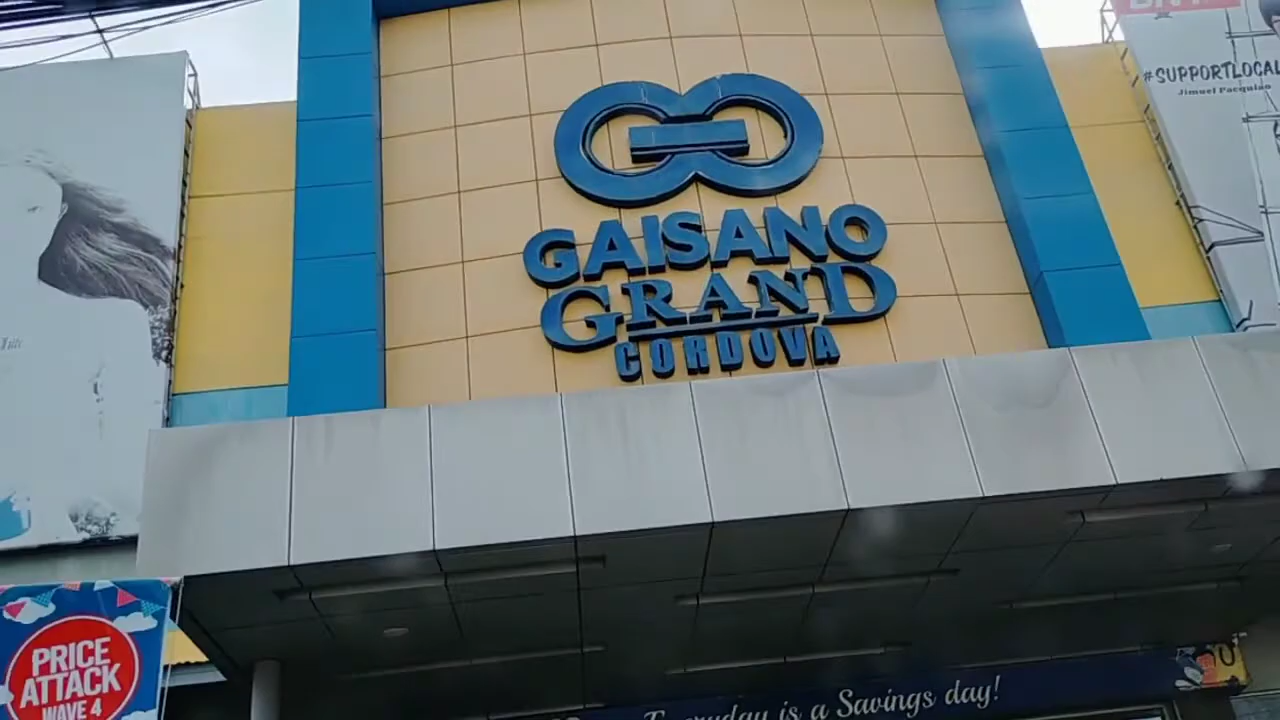 #SUPPORTLOCAL
Jimuel Pacquiao
GAISANO
GRAND
CORDOVA
PRICE
ATTACK
WAVE 4
Everyday is a Savings day!